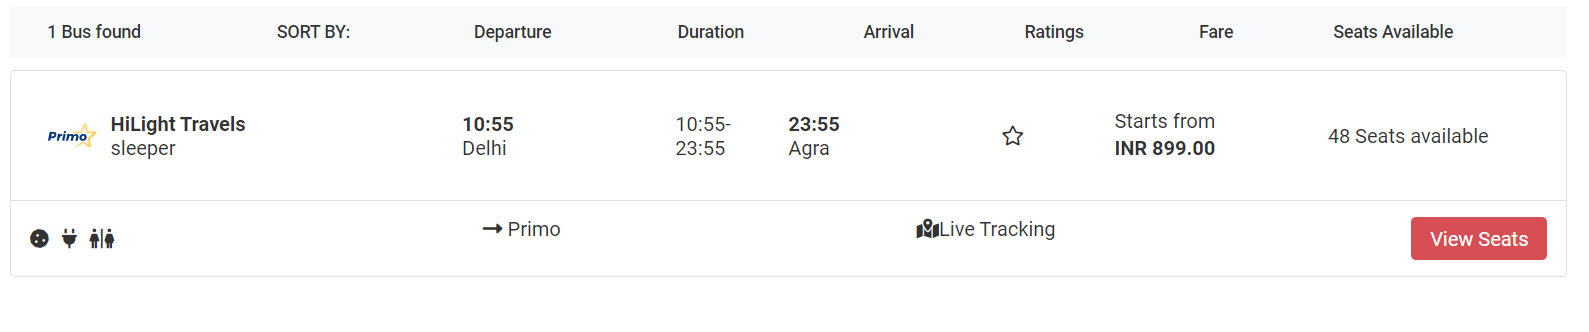 1 Bus found SORT BY: Departure Duration Arrival Ratings Fare Seats Available
Primo HiLight Travels
sleeper
10:55
Delhi
10:55-
23:55
23:55
Agra
Starts from
INR 899.00
48 Seats available
Primo
Live Tracking
View Seats